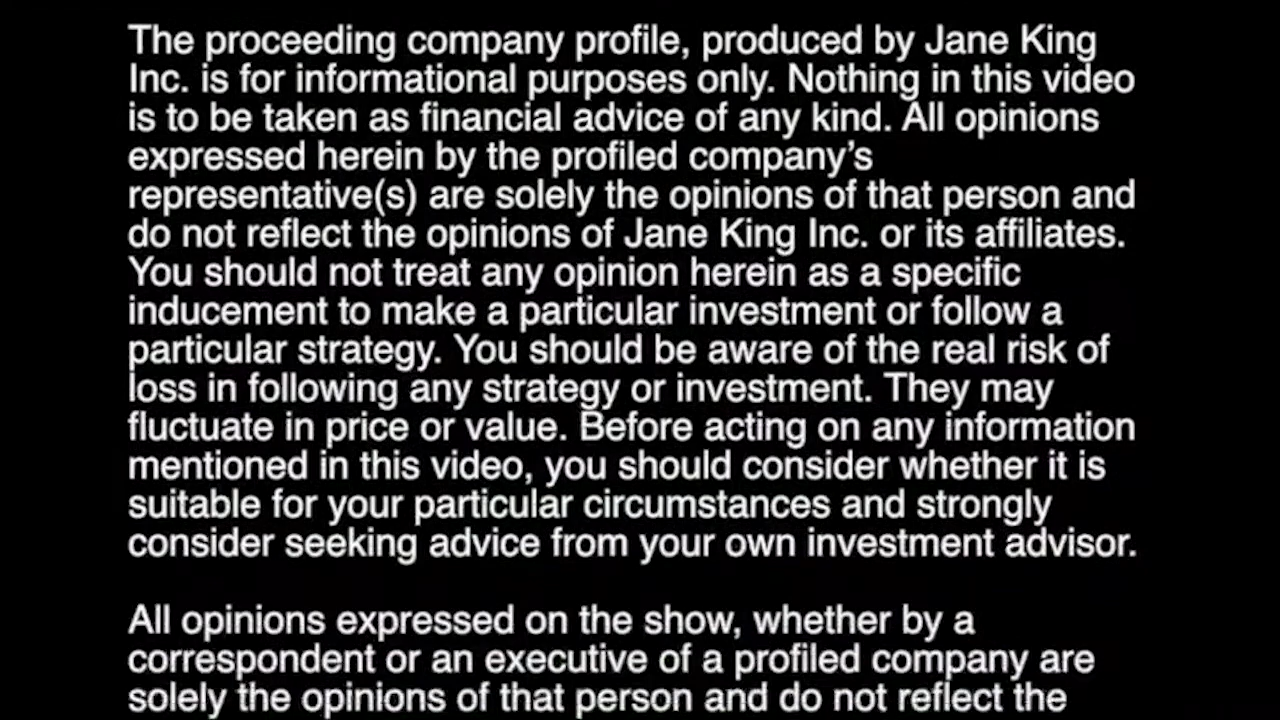 The proceeding company profile, produced by Jane King
Inc. is for informational purposes only. Nothing in this video
is to be taken as financial advice of any kind. All opinions
expressed herein by the profiled company’s
representative(s) are solely the opinions of that person and
do not reflect the opinions of Jane King Inc. or its affiliates.
You should not treat any opinion herein as a specific
inducement to make a particular investment or follow a
particular strategy. You should be aware of the real risk of
loss in following any strategy or investment. They may
fluctuate in price or value. Before acting on any information
mentioned in this video, you should consider whether it is
suitable for your particular circumstances and strongly
consider seeking advice from your own investment advisor.
All opinions expressed on the show, whether by a
correspondent or an executive of a profiled company are
solely the opinions of that person and do not reflect the